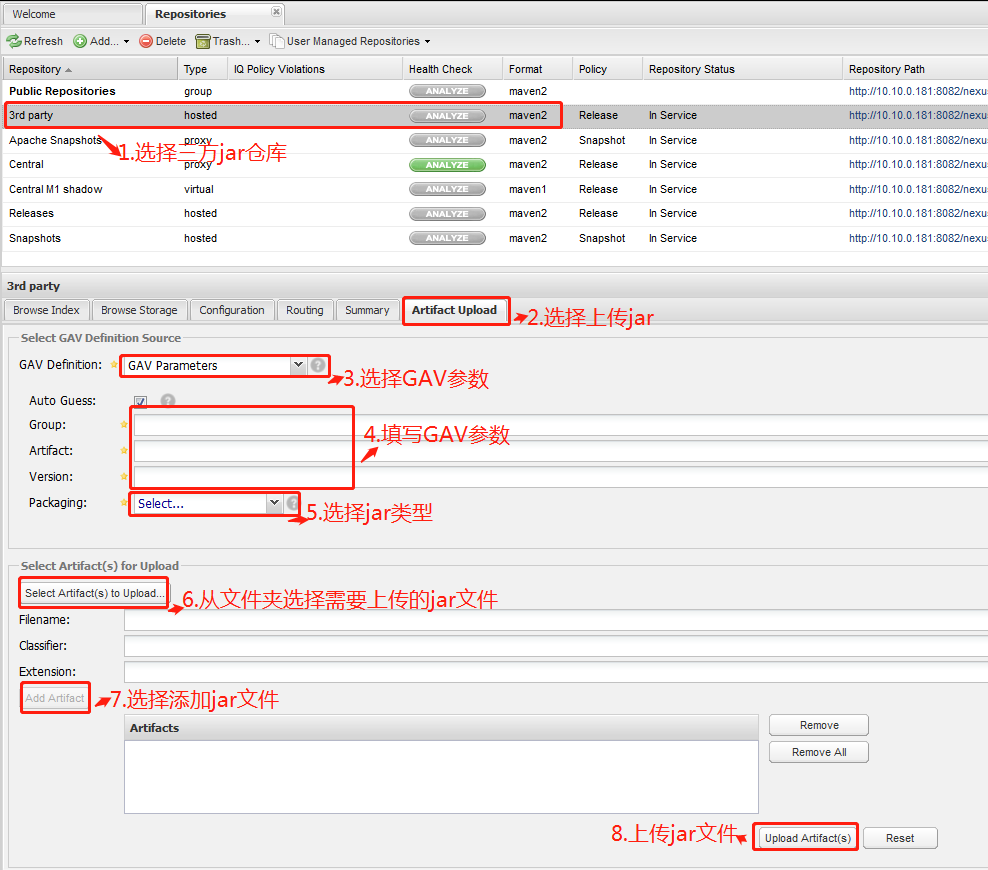 Welcome
Repositories
Refresh Add... Delete Trash... User Managed Repositories
Repository Type IQ Policy Violations Health Check Format Policy Repository Status Repository Path
Public Repositories group ANALYZE maven2 http://10.10.0.181:8082/nexu
3rd party hosted ANALYZE maven2 Release In Service http://10.10.0.181:8082/nexus
Apache Snapshots proxy ANALYZE maven2 Snapshot In Service http://10.10.0.181:8082/nexus
1.选择三方jar仓库
Central proxy ANALYZE maven2 Release In Service http://10.10.0.181:8082/nexus
Central M1 shadow virtual ANALYZE maven1 Release In Service http://10.10.0.181:8082/nexus
Releases hosted ANALYZE maven2 Release In Service http://10.10.0.181:8082/nexus
Snapshots hosted ANALYZE maven2 Snapshot In Service http://10.10.0.181:8082/nexus
3rd party
Browse Index Browse Storage Configuration Routing Summary Artifact Upload
2.选择上传jar
Select GAV Definition Source
GAV Definition: GAV Parameters ?
3.选择GAV参数
Auto Guess: ?
Group:
4.填写GAV参数
Artifact:
Version:
Packaging: Select... ?
5.选择jar类型
Select Artifact(s) for Upload
Select Artifact(s) to Upload...
6.从文件夹选择需要上传的jar文件
Filename:
Classifier:
Extension:
Add Artifact
7.选择添加jar文件
Artifacts
Remove
Remove All
8.上传jar文件
Upload Artifact(s) Reset